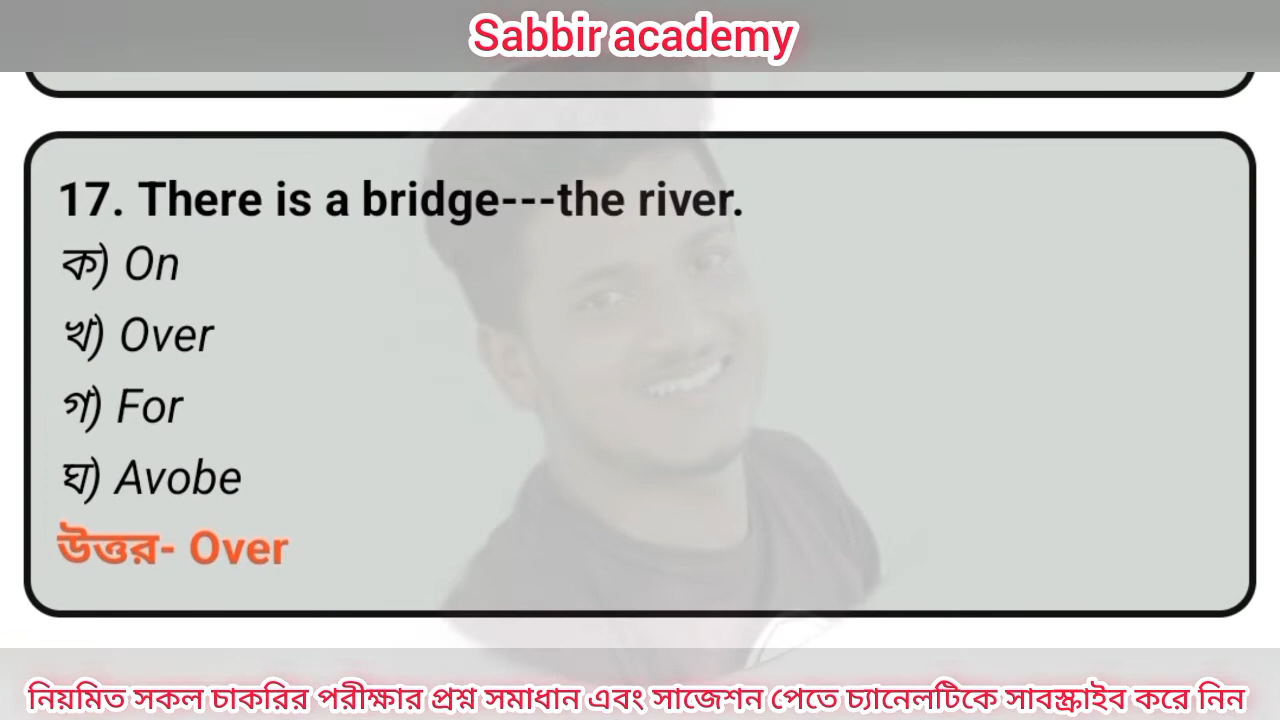 Sabbir academy
17. There is a bridge---the river.
ক) On
খ) Over
গ) For
ঘ) Avobe
উত্তর- Over
নিয়মিত সকল চাকরির পরীক্ষার প্রশ্ন সমাধান এবং সাজেশন পেতে চ্যানেলটিকে সাবস্ক্রাইব করে নিন